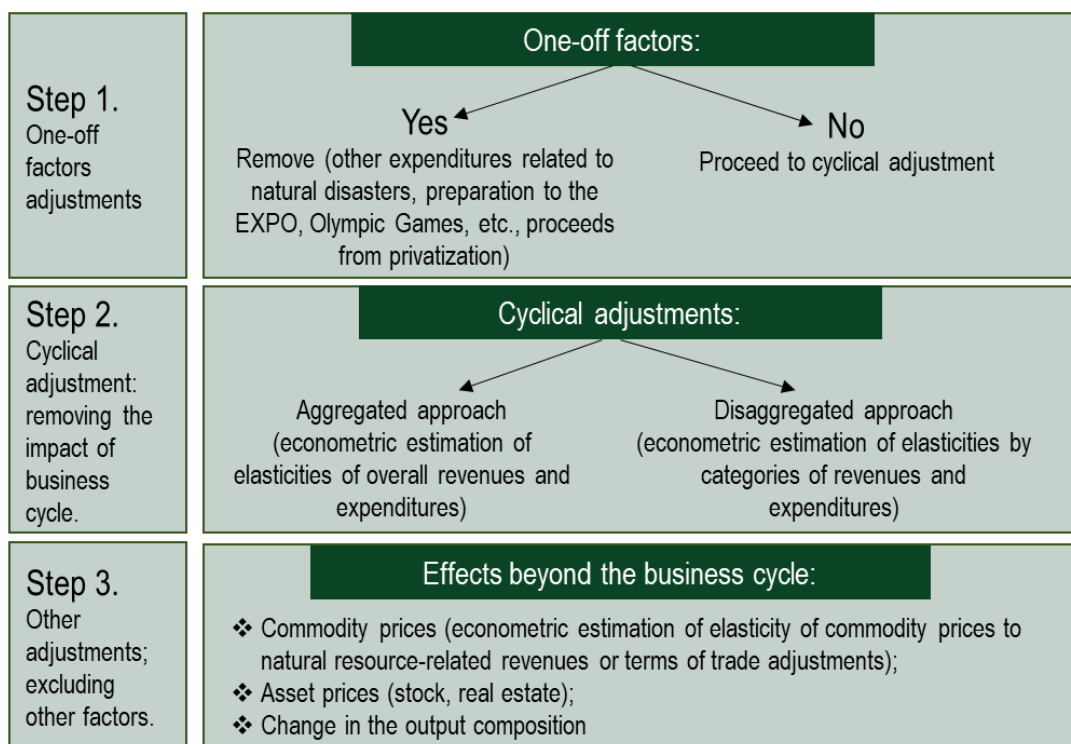 Step 1.
One-off
factors
adjustments
One-off factors:
Yes
Remove (other expenditures related to
natural disasters, preparation to the
EXPO, Olympic Games, etc., proceeds
from privatization)
No
Proceed to cyclical adjustment
Step 2.
Cyclical
adjustment:
removing the
impact of
business
cycle.
Cyclical adjustments:
Aggregated approach
(econometric estimation of
elasticities of overall revenues and
expenditures)
Disaggregated approach
(econometric estimation of elasticities by
categories of revenues and
expenditures)
Step 3.
Other
adjustments;
excluding
other factors.
Effects beyond the business cycle:
❖ Commodity prices (econometric estimation of elasticity of commodity prices to
natural resource-related revenues or terms of trade adjustments);
❖ Asset prices (stock, real estate);
❖ Change in the output composition